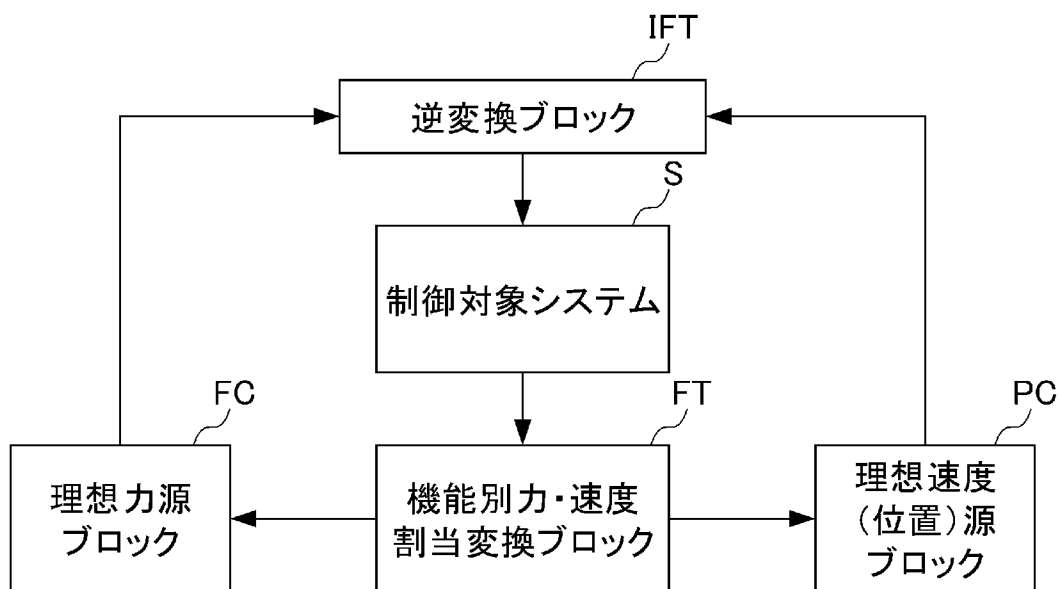 IFT
逆変換ブロック
S
制御対象システム
FC
FT
PC
理想力源
ブロック
機能別力・速度
割当変換ブロック
理想速度
(位置)源
ブロック